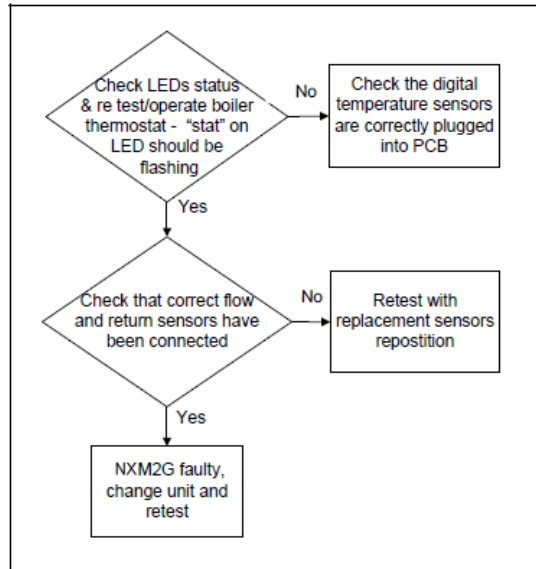 Check LEDs status
& re test/operate boiler
thermostat - “stat” on
LED should be
flashing
No
Check the digital
temperature sensors
are correctly plugged
into PCB
Yes
Check that correct flow
and return sensors have
been connected
No
Retest with
replacement sensors
repostition
Yes
NXM2G faulty,
change unit and
retest